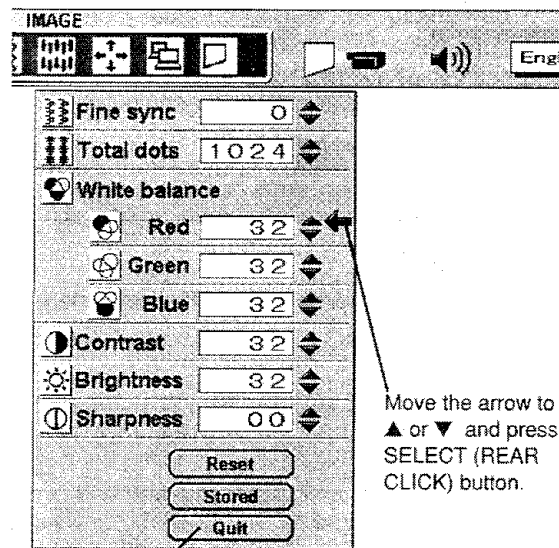 IMAGE
Engl
Fine sync 0
Total dots 1024
White balance
Red 32
Green 32
Blue 32
Contrast 32
Brightness 32
Sharpness 00
Reset
Stored
Quit
Move the arrow to
▲ or ▼ and press
SELECT (REAR
CLICK) button.